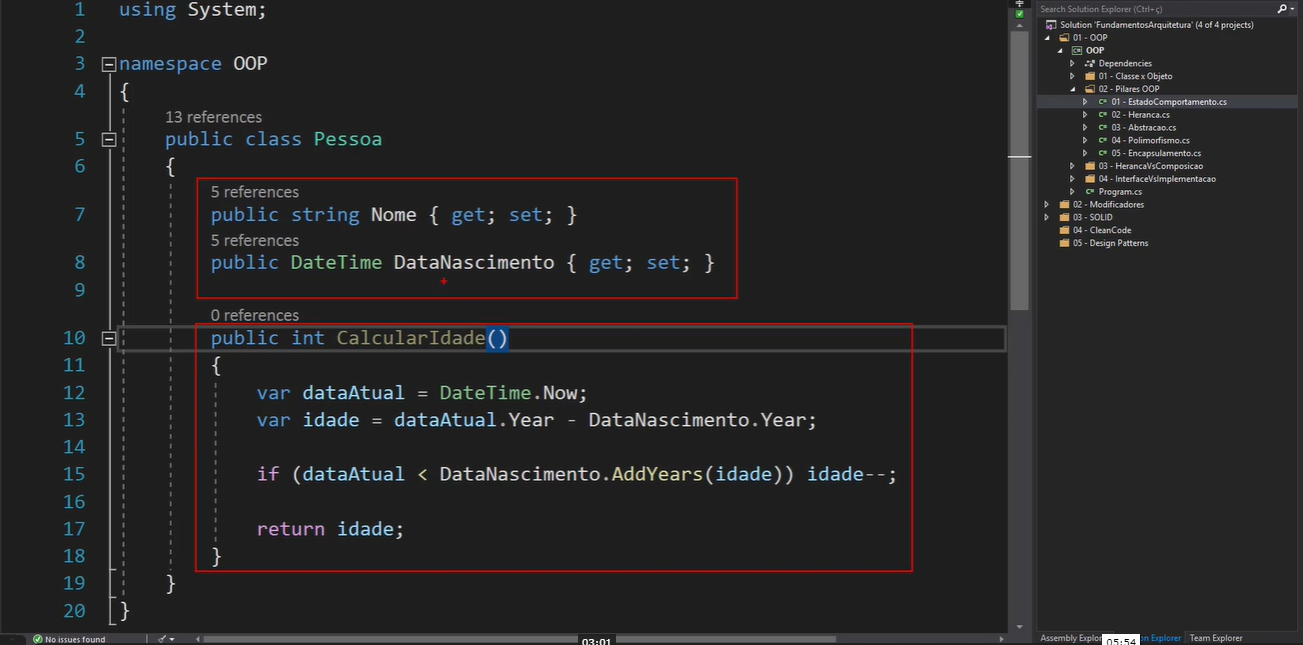 1 using System;
2
3 namespace OOP
4 {
13 references
5 public class Pessoa
6 {
5 references
7 public string Nome { get; set; }
5 references
8 public DateTime DataNascimento { get; set; }
9
0 references
10 public int CalcularIdade()
11 {
12 var dataAtual = DateTime.Now;
13 var idade = dataAtual.Year - DataNascimento.Year;
14
15 if (dataAtual < DataNascimento.AddYears(idade)) idade--;
16
17 return idade;
18 }
19 }
20 }
No issues found
03:01
Search Solution Explorer (Ctrl+ç)
Solution 'FundamentosArquitetura' (4 of 4 projects)
01 - OOP
OOP
Dependencies
01 - Classe x Objeto
02 - Pilares OOP
01 - EstadoComportamento.cs
02 - Heranca.cs
03 - Abstracao.cs
04 - Polimorfismo.cs
05 - Encapsulamento.cs
03 - HerancaVsComposicao
04 - InterfaceVsImplementacao
Program.cs
02 - Modificadores
03 - SOLID
04 - CleanCode
05 - Design Patterns
Assembly Explor 05:54 on Explorer Team Explorer